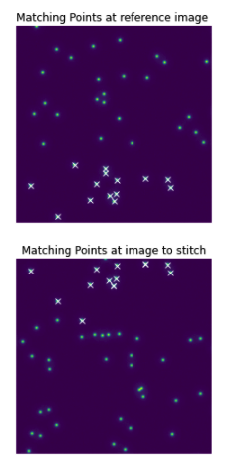 Matching Points at reference image
Matching Points at image to stitch